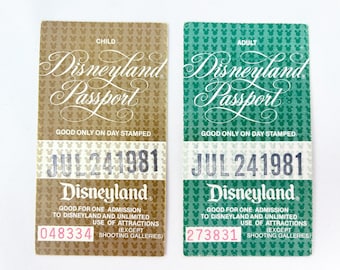 CHILD
Disneyland
Passport
GOOD ONLY ON DAY STAMPED
JUL 24 1981
Disneyland
GOOD FOR ONE ADMISSION
TO DISNEYLAND AND UNLIMITED
USE OF ATTRACTIONS
(EXCEPT
SHOOTING GALLERIES)
048334
ADULT
Disneyland
Passport
GOOD ONLY ON DAY STAMPED
JUL 24 1981
Disneyland
GOOD FOR ONE ADMISSION
TO DISNEYLAND AND UNLIMITED
USE OF ATTRACTIONS
(EXCEPT
SHOOTING GALLERIES)
273831